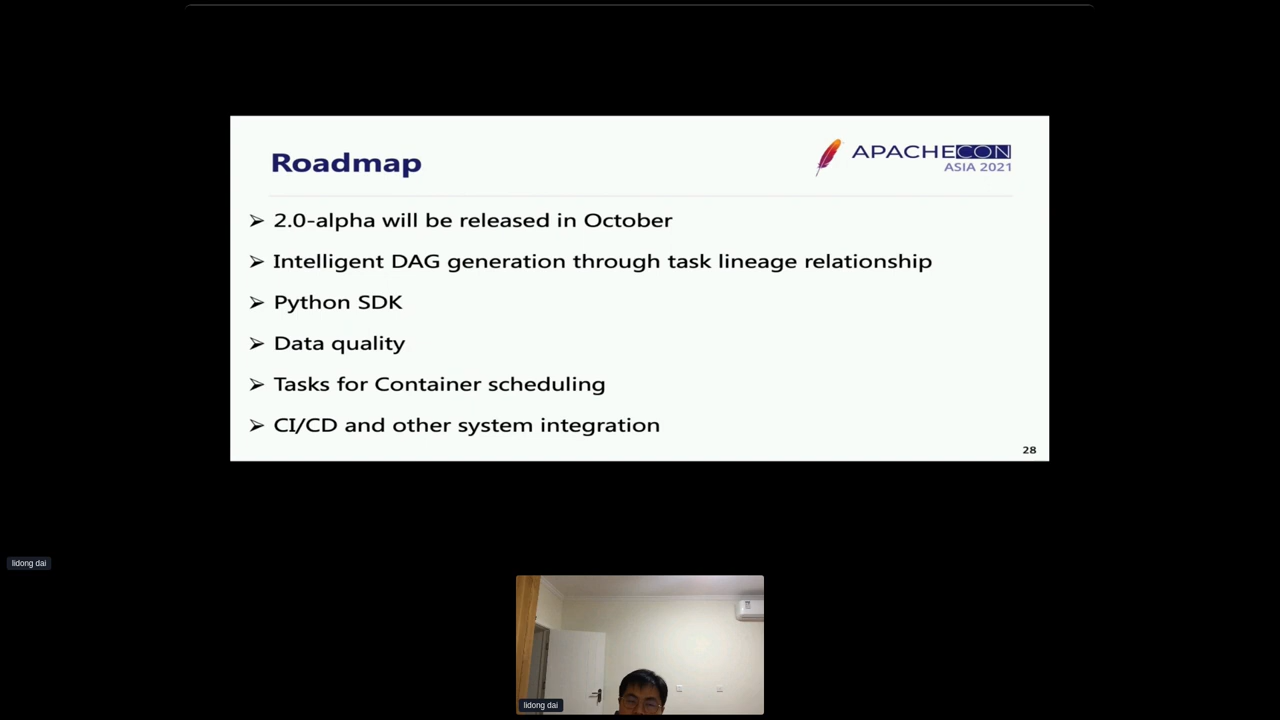 Roadmap
APACHECON
ASIA 2021
➢ 2.0-alpha will be released in October
➢ Intelligent DAG generation through task lineage relationship
➢ Python SDK
➢ Data quality
➢ Tasks for Container scheduling
➢ CI/CD and other system integration
28
lidong dai
lidong dai